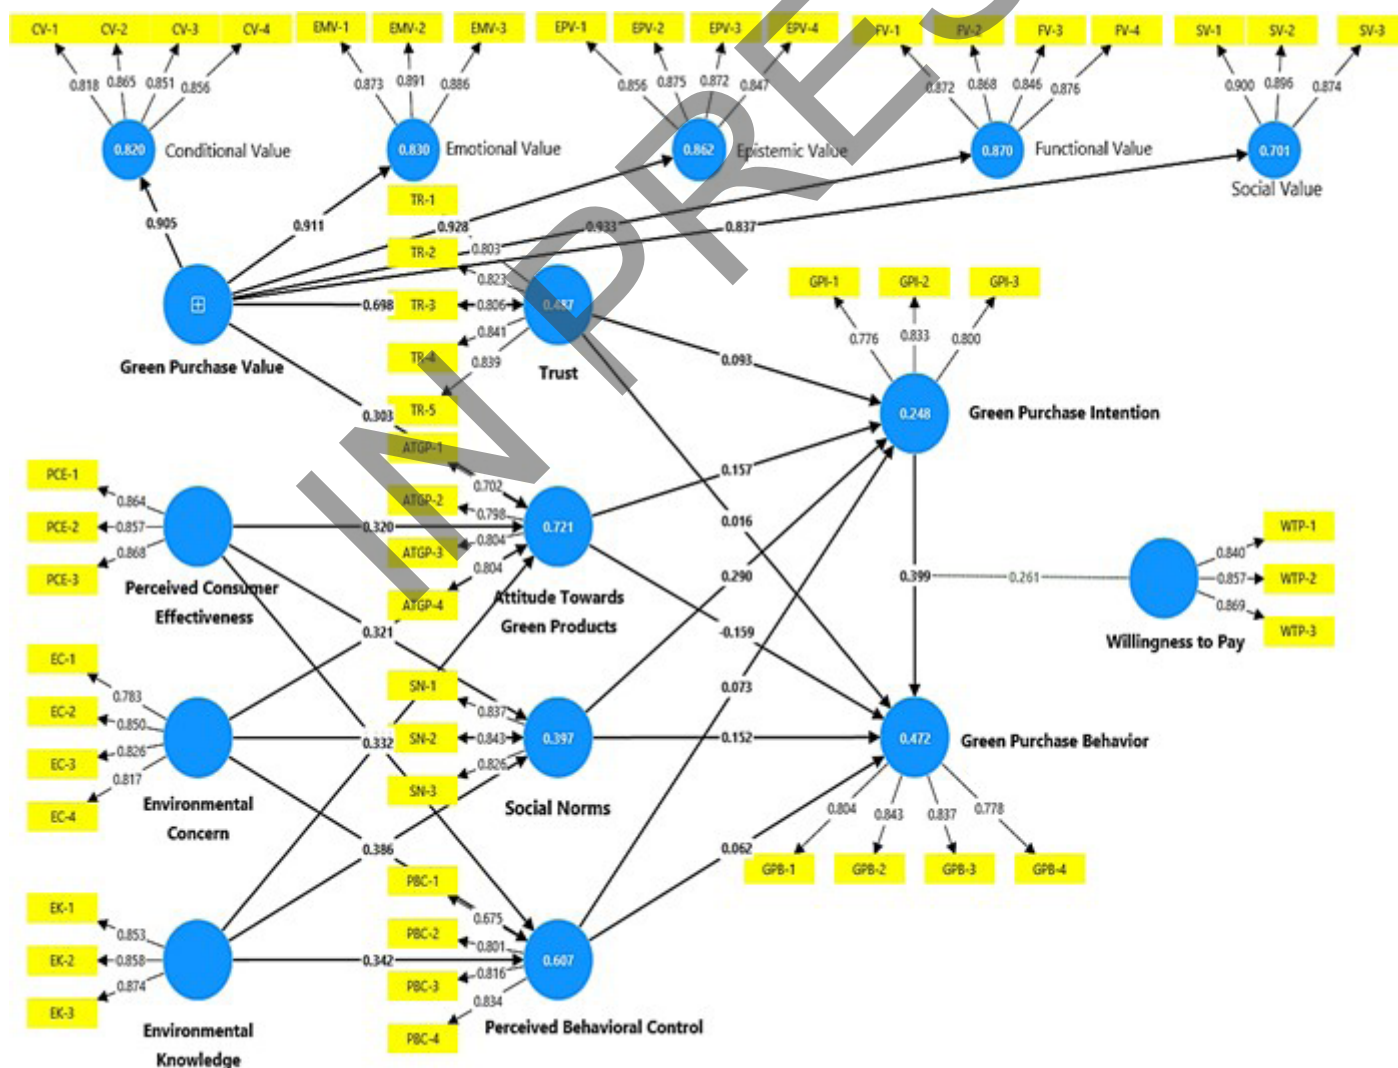 CV-1 CV-2 CV-3 CV-4 EMV-1 EMV-2 EMV-3 EPV-1 EPV-2 EPV-3 EPV-4 FV-1 FV-2 FV-3 FV-4 SV-1 SV-2 SV-3
0.818 0.865 0.851 0.856 0.873 0.891 0.886 0.856 0.875 0.872 0.847 0.872 0.868 0.846 0.876 0.900 0.896 0.874
0.820 Conditional Value 0.830 Emotional Value 0.862 Epistemic Value 0.870 Functional Value 0.701
Social Value
TR-1
0.905 0.911 0.928 0.933 0.837
TR-2 0.803
0.823
GPI-1 GPI-2 GPI-3
0.698 TR-3 0.806 0.487
0.841
0.776 0.833 0.800
TR-4 0.839
0.093
Green Purchase Value
Trust
0.303 TR-5
0.248 Green Purchase Intention
ATGP-1
PCE-1
0.864
0.702
0.157
ATGP-2 0.798
PCE-2 0.857 0.320 0.721
0.016
WTP-1
0.868
ATGP-3 0.804
0.840
PCE-3
0.804
0.290 0.399 0.261 0.857 WTP-2
Perceived Consumer
Effectiveness
ATGP-4
Attitude Towards
Green Products
0.869
WTP-3
0.321 -0.159
Willingness to Pay
EC-1
0.783
SN-1
0.837
0.073
EC-2 0.850
0.332 SN-2 0.843 0.397 0.152 0.472 Green Purchase Behavior
EC-3 0.826
0.826
0.817
SN-3
EC-4
Environmental
Concern
Social Norms
0.804 0.843 0.837 0.778
0.386 0.062
GPB-1 GPB-2 GPB-3 GPB-4
PBC-1
0.675
EK-1
0.853
PBC-2 0.801
EK-2 0.858 0.342 0.607
0.874
PBC-3 0.816
0.834
EK-3
PBC-4
Perceived Behavioral Control
Environmental
Knowledge
IN PRES